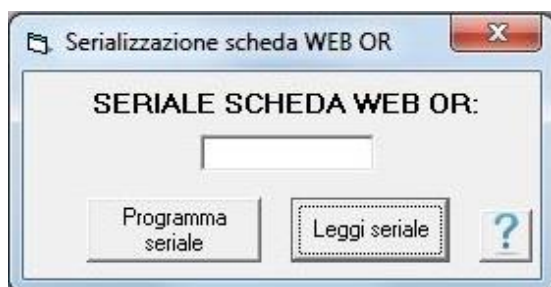 Serializzazione scheda WEB OR
SERIALE SCHEDA WEB OR:
Programma
seriale
Leggi seriale
?